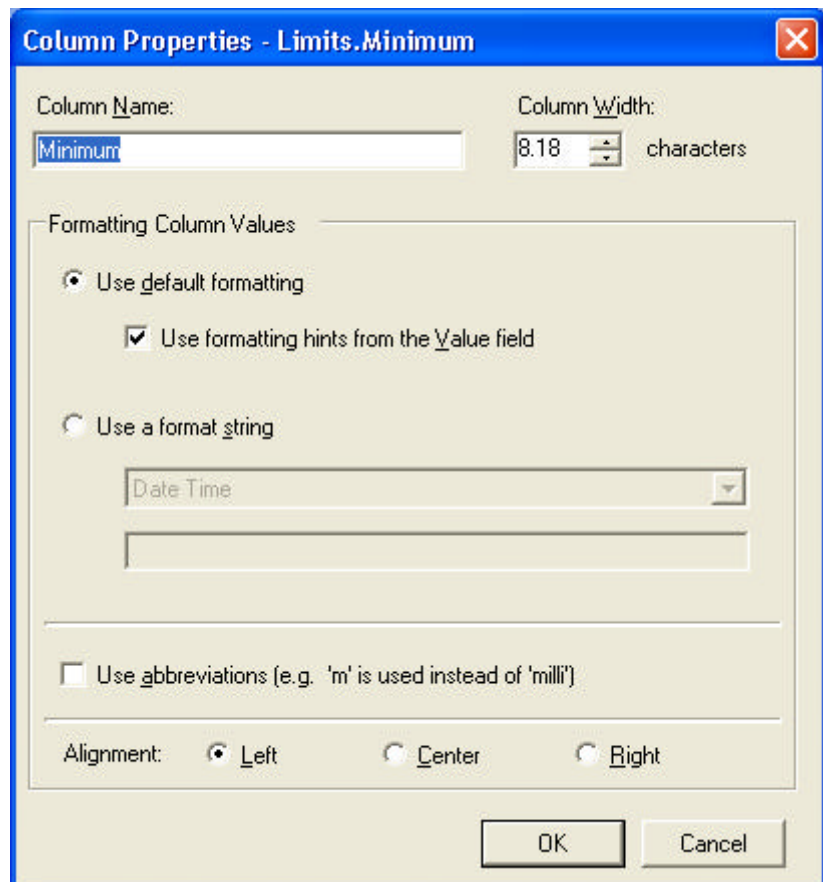 Column Properties - Limits.Minimum
Column Name: Column Width:
Minimum 8.18 characters
Formatting Column Values
Use default formatting
Use formatting hints from the Value field
Use a format string
Date Time
Use abbreviations (e.g. 'm' is used instead of 'milli')
Alignment: Left Center Right
OK Cancel